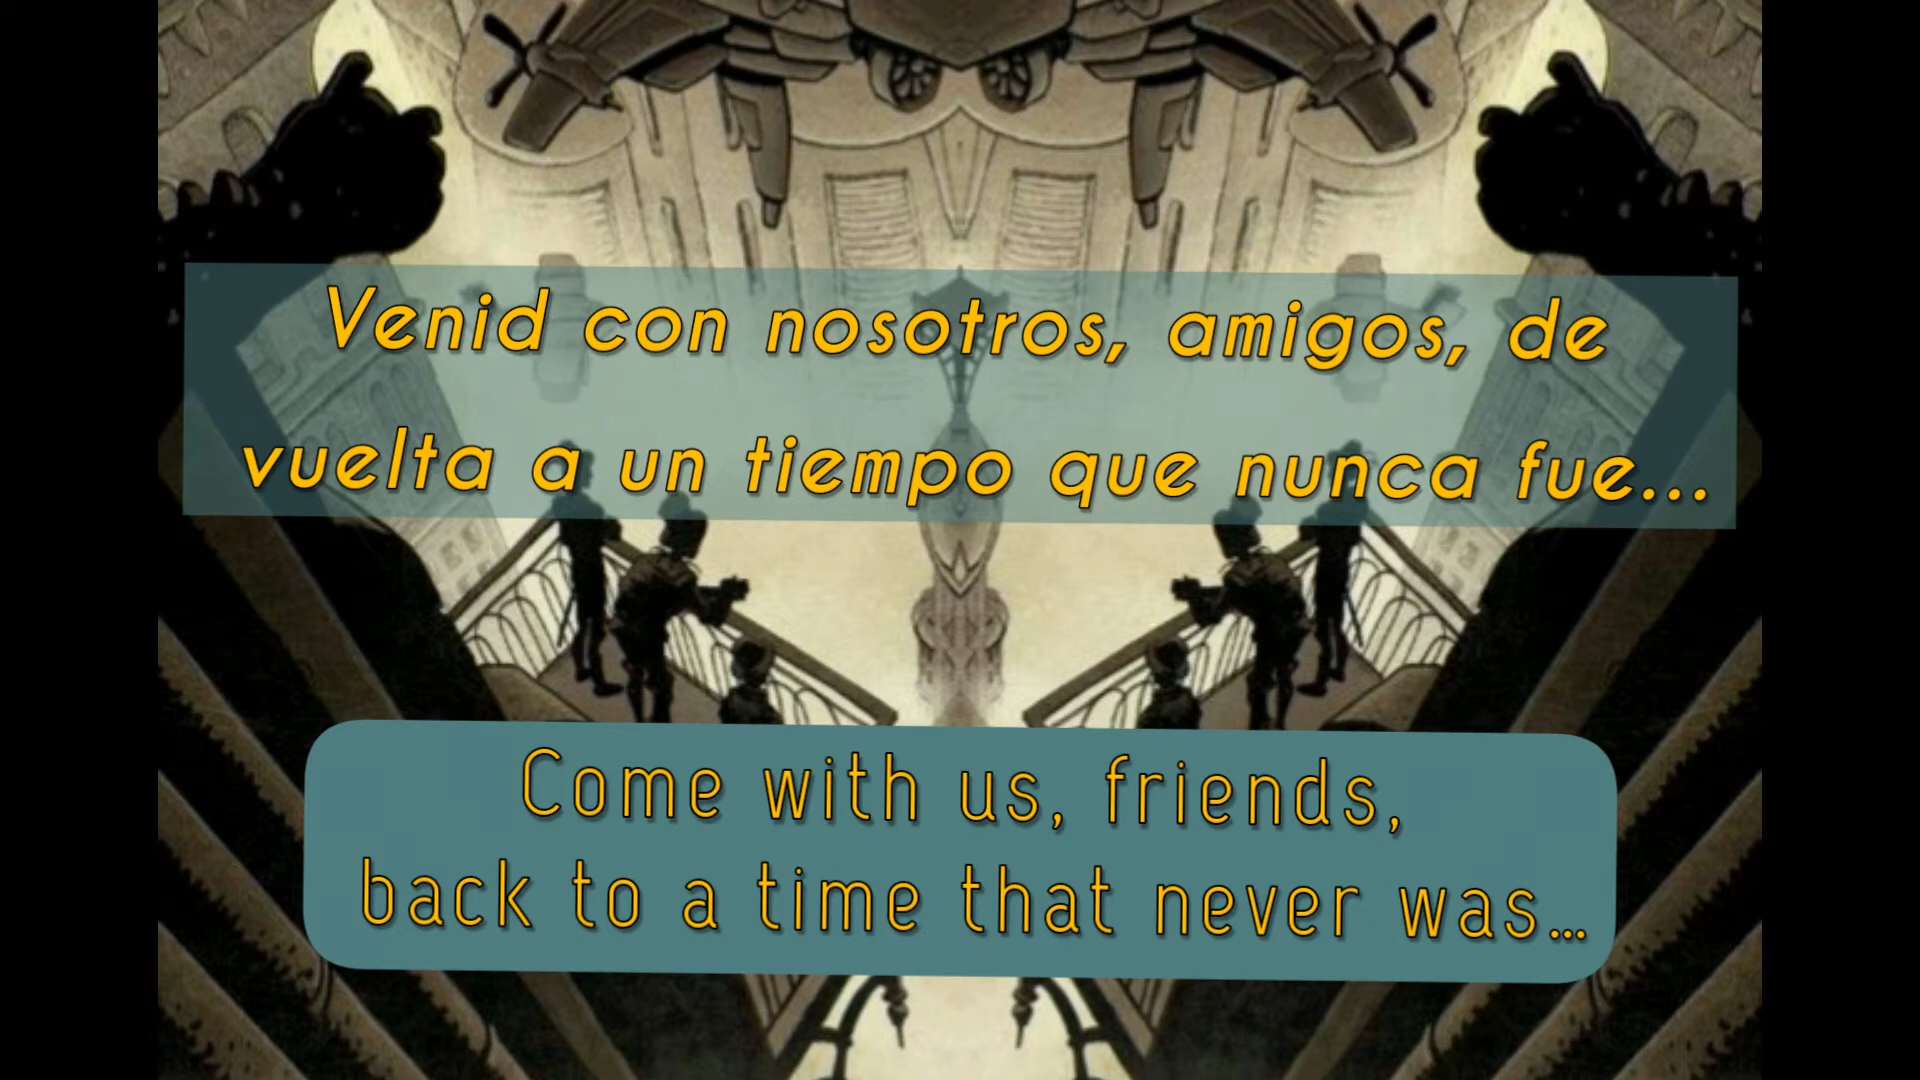 Venid con nosotros, amigos, de
vuelta a un tiempo que nunca fue...
Come with us, friends,
back to a time that never was...